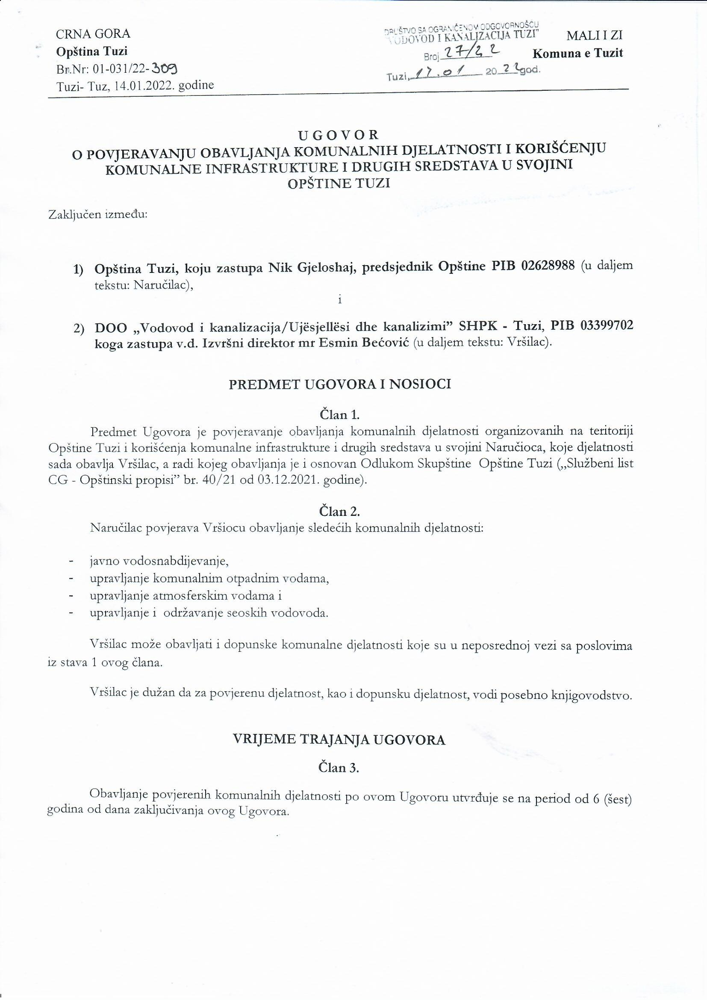 CRNA GORA
Opština Tuzi
Br.Nr: 01-031/22-309
Tuzi- Tuz, 14.01.2022. godine
DRUŠTVO SA OGRANIČENOM ODGOVORNOŠĆU
"VODOVOD I KANALIZACIJA TUZI"
Broj 27/22
Tuzi, 17.01 2022god.
MALI I ZI
Komuna e Tuzit
U G O V O R
O POVJERAVANJU OBAVLJANJA KOMUNALNIH DJELATNOSTI I KORIŠĆENJU
KOMUNALNE INFRASTRUKTURE I DRUGIH SREDSTAVA U SVOJINI
OPŠTINE TUZI
Zaključen između:
1) Opština Tuzi, koju zastupa Nik Gjeloshaj, predsjednik Opštine PIB 02628988 (u daljem
tekstu: Naručilac),
i
2) DOO „Vodovod i kanalizacija/Ujësjellësi dhe kanalizimi” SHPK - Tuzi, PIB 03399702
koga zastupa v.d. Izvršni direktor mr Esmin Bećović (u daljem tekstu: Vršilac).
PREDMET UGOVORA I NOSIOCI
Član 1.
Predmet Ugovora je povjeravanje obavljanja komunalnih djelatnosti organizovanih na teritoriji
Opštine Tuzi i korišćenja komunalne infrastrukture i drugih sredstava u svojini Naručioca, koje djelatnosti
sada obavlja Vršilac, a radi kojeg obavljanja je i osnovan Odlukom Skupštine Opštine Tuzi („Službeni list
CG - Opštinski propisi” br. 40/21 od 03.12.2021. godine).
Član 2.
Naručilac povjerava Vršiocu obavljanje sledećih komunalnih djelatnosti:
- javno vodosnabdijevanje,
- upravljanje komunalnim otpadnim vodama,
- upravljanje atmosferskim vodama i
- upravljanje i održavanje seoskih vodovoda.
Vršilac može obavljati i dopunske komunalne djelatnosti koje su u neposrednoj vezi sa poslovima
iz stava 1 ovog člana.
Vršilac je dužan da za povjerenu djelatnost, kao i dopunsku djelatnost, vodi posebno knjigovodstvo.
VRIJEME TRAJANJA UGOVORA
Član 3.
Obavljanje povjerenih komunalnih djelatnosti po ovom Ugovoru utvrđuje se na period od 6 (šest)
godina od dana zaključivanja ovog Ugovora.